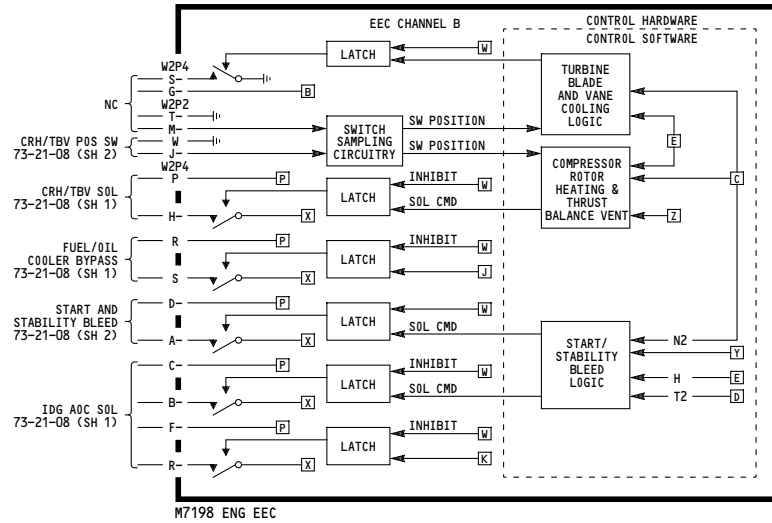 EEC CHANNEL B
CONTROL HARDWARE
CONTROL SOFTWARE
W2P4
LATCH
W
S
G
B
NC
W2P2
T
M
TURBINE
BLADE
AND VANE
COOLING
LOGIC
SWITCH
SAMPLING
CIRCUITRY
SW POSITION
SW POSITION
E
CRH/TBV POS SW
73-21-08 (SH 2)
W
J
W2P4
COMPRESSOR
ROTOR
HEATING &
THRUST
BALANCE VENT
C
Z
CRH/TBV SOL
73-21-08 (SH 1)
P
P
H
X
LATCH
INHIBIT
W
SOL CMD
FUEL/OIL
COOLER BYPASS
73-21-08 (SH 1)
R
P
S
X
LATCH
INHIBIT
W
J
START AND
STABILITY BLEED
73-21-08 (SH 2)
D
P
A
X
LATCH
W
SOL CMD
START/
STABILITY
BLEED
LOGIC
N2
Y
H
E
T2
D
IDG AOC SOL
73-21-08 (SH 1)
C
P
B
X
LATCH
INHIBIT
W
SOL CMD
F
P
R
X
LATCH
INHIBIT
W
K
M7198 ENG EEC